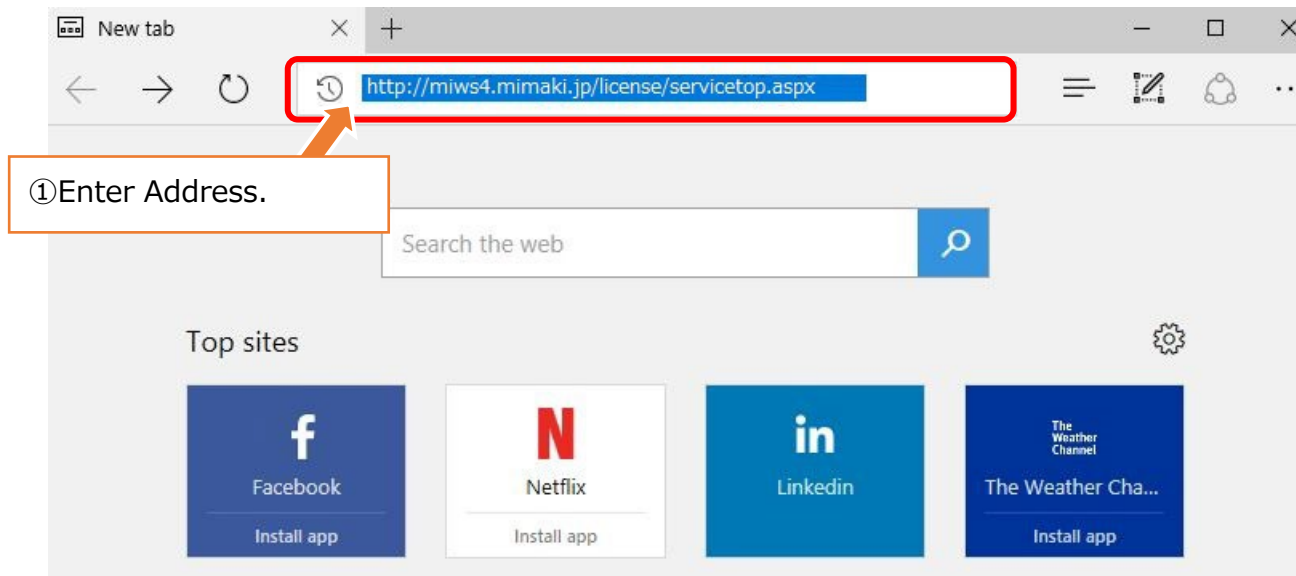 New tab
http://miws4.mimaki.jp/license/servicetop.aspx
①Enter Address.
Search the web
Top sites
f
Facebook
Install app
N
Netflix
Install app
in
Linkedin
The
Weather
Channel
The Weather Cha...
Install app